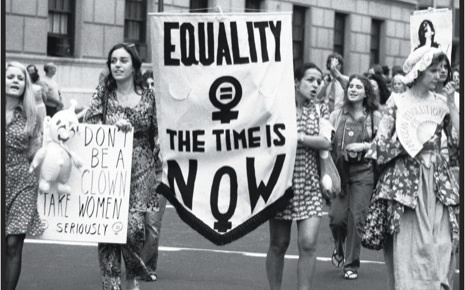 EQUALITY
THE TIME IS
NOW
DON'T
BE A
CLOWN
TAKE WOMEN
SERIOUSLY